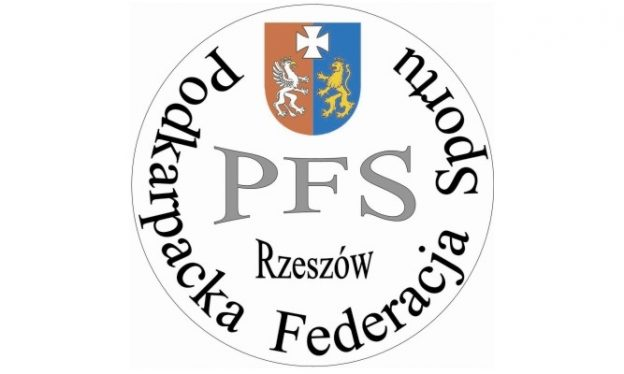 Podkarpacka Federacja Sportu
PFS
Rzeszów